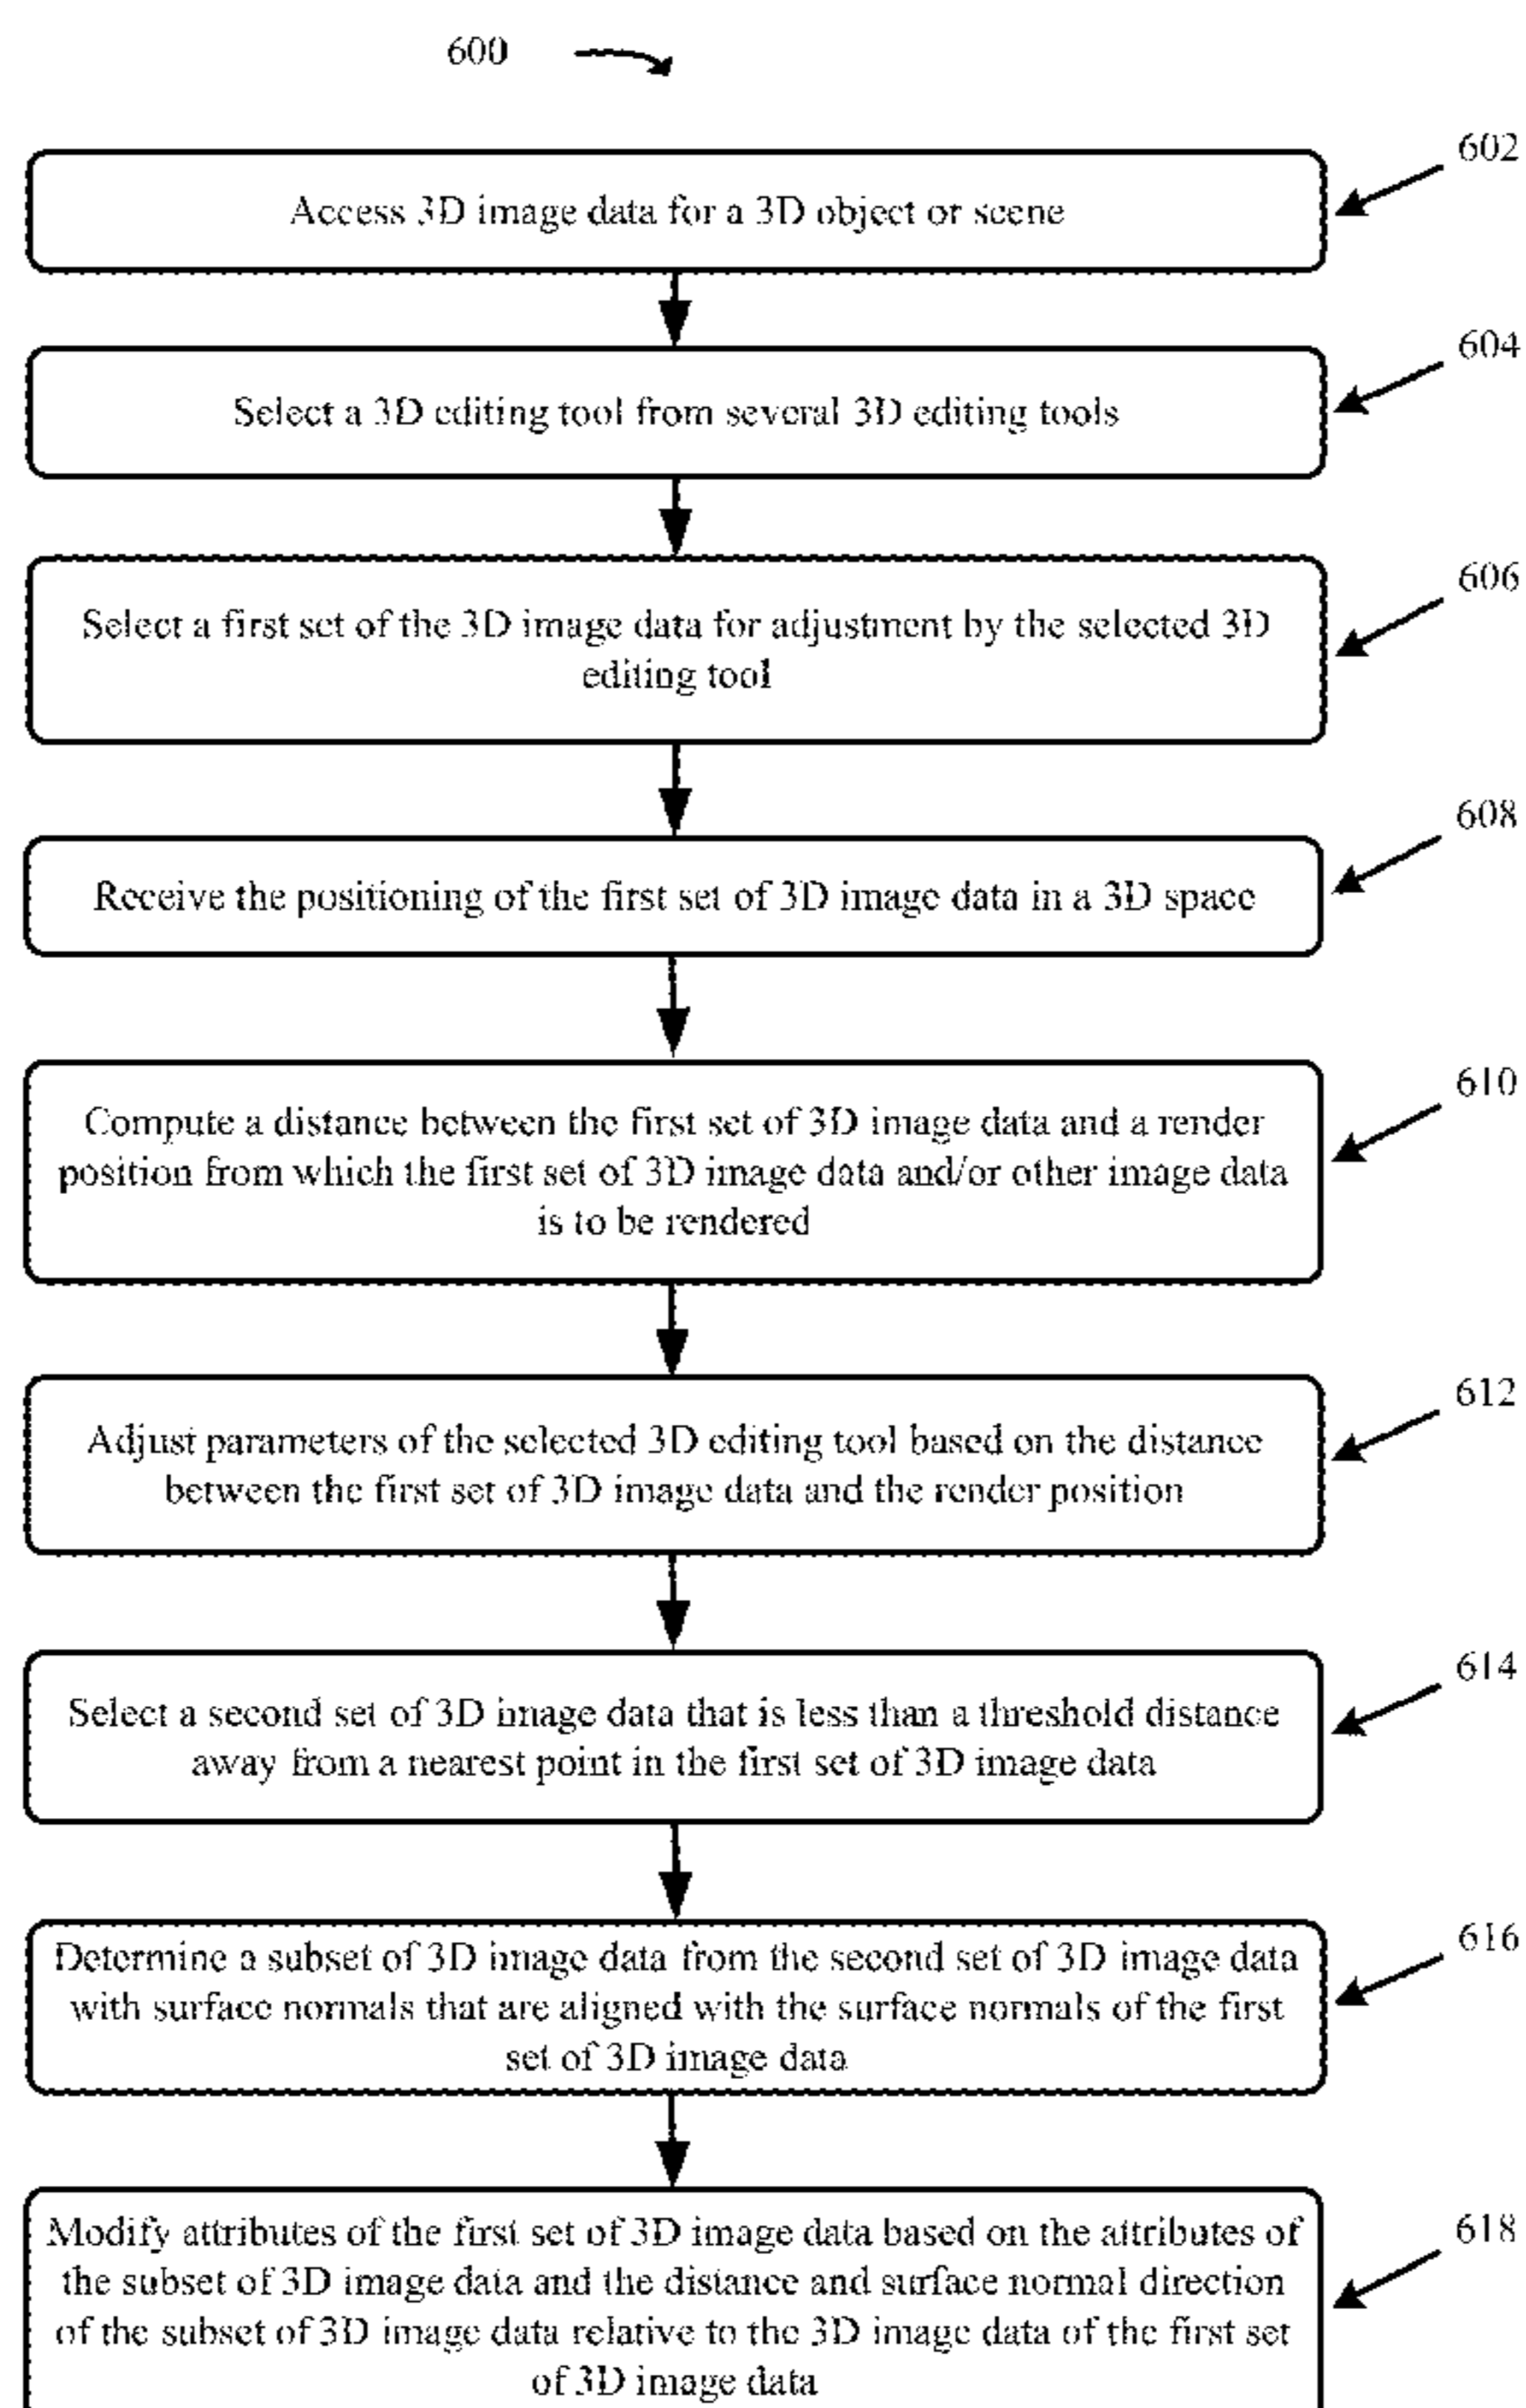 600
602
Access 3D image data for a 3D object or scene
604
Select a 3D editing tool from several 3D editing tools
606
Select a first set of the 3D image data for adjustment by the selected 3D
editing tool
608
Receive the positioning of the first set of 3D image data in a 3D space
610
Compute a distance between the first set of 3D image data and a render
position from which the first set of 3D image data and/or other image data
is to be rendered
612
Adjust parameters of the selected 3D editing tool based on the distance
between the first set of 3D image data and the render position
614
Select a second set of 3D image data that is less than a threshold distance
away from a nearest point in the first set of 3D image data
616
Determine a subset of 3D image data from the second set of 3D image data
with surface normals that are aligned with the surface normals of the first
set of 3D image data
618
Modify attributes of the first set of 3D image data based on the attributes of
the subset of 3D image data and the distance and surface normal direction
of the subset of 3D image data relative to the 3D image data of the first set
of 3D image data